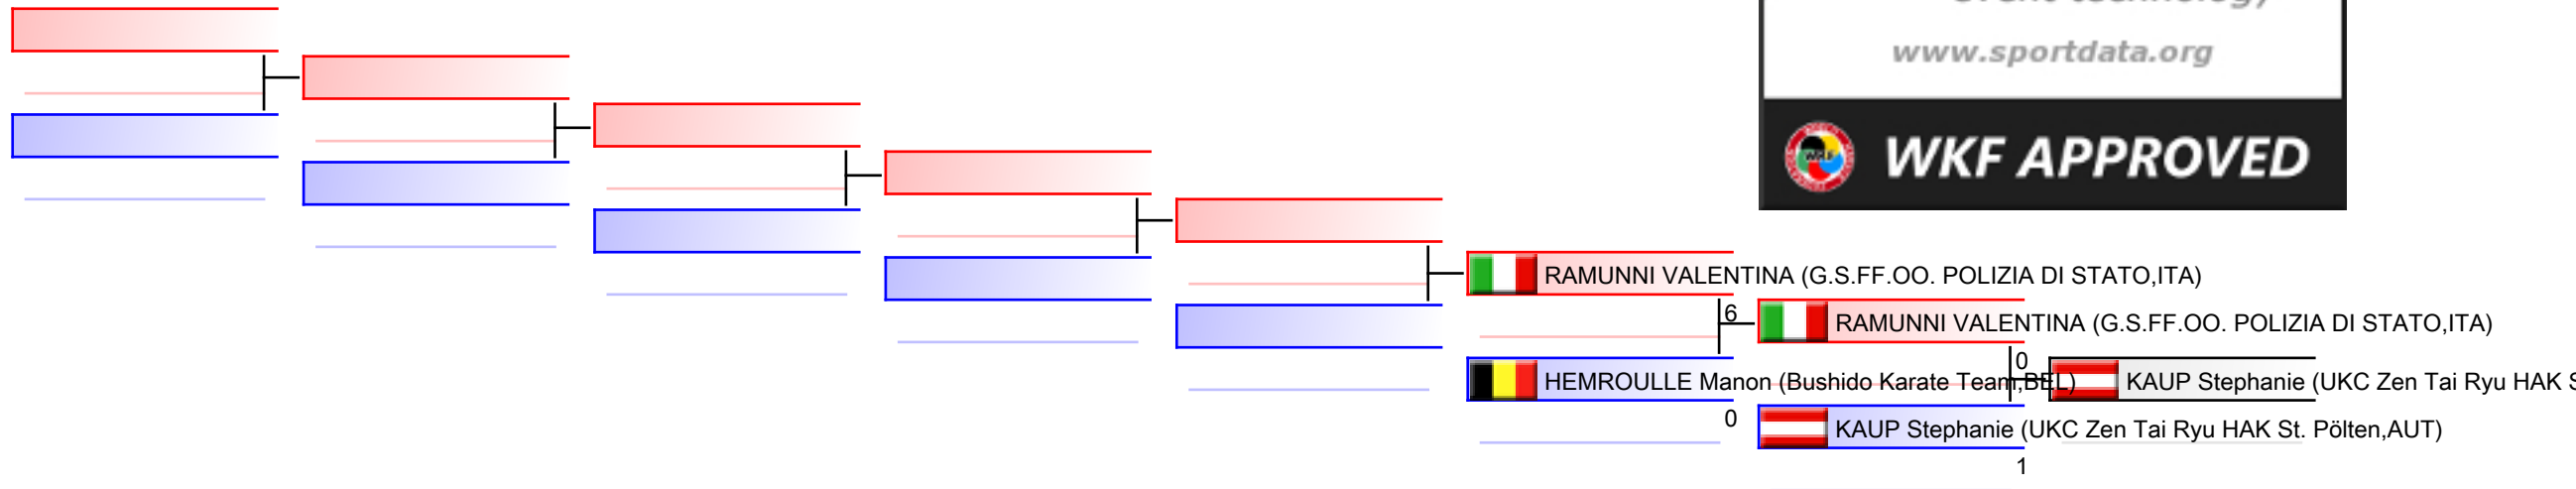 www.sportdata.org
WKF APPROVED
RAMUNNI VALENTINA (G.S.FF.OO. POLIZIA DI STATO,ITA)
6
RAMUNNI VALENTINA (G.S.FF.OO. POLIZIA DI STATO,ITA)
0
HEMROULLE Manon (Bushido Karate Team,BEL)
KAUP Stephanie (UKC Zen Tai Ryu HAK S
0
KAUP Stephanie (UKC Zen Tai Ryu HAK St. Pölten,AUT)
1